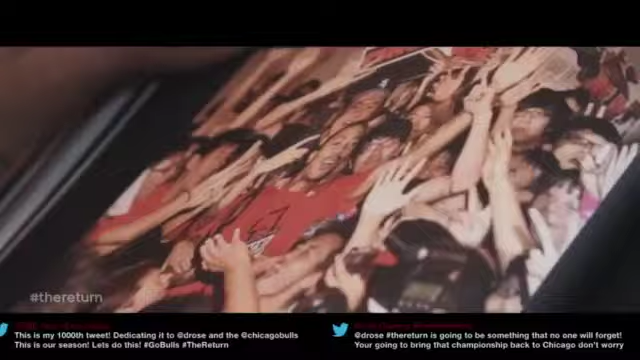 #thereturn
This is my 1000th tweet! Dedicating it to @drose and the @chicagobulls
This is our season! Lets do this! #GoBulls #TheReturn
@drose #thereturn is going to be something that no one will forget!
Your going to bring that championship back to Chicago don't worry